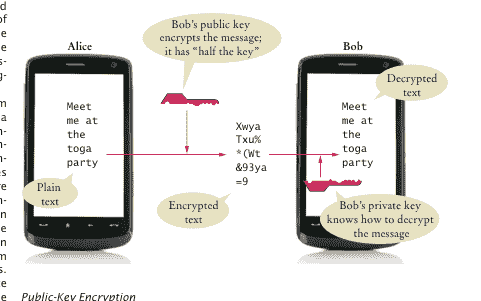 Alice
Bob's public key
encrypts the message;
it has "half the key"
Bob
Decrypted
text
Meet
me at
the
toga
party
Xwya
Txu%
*(Wt
&93ya
=9
Meet
me at
the
toga
party
Plain
text
Encrypted
text
Bob's private key
knows how to decrypt
the message
Public-Key Encryption